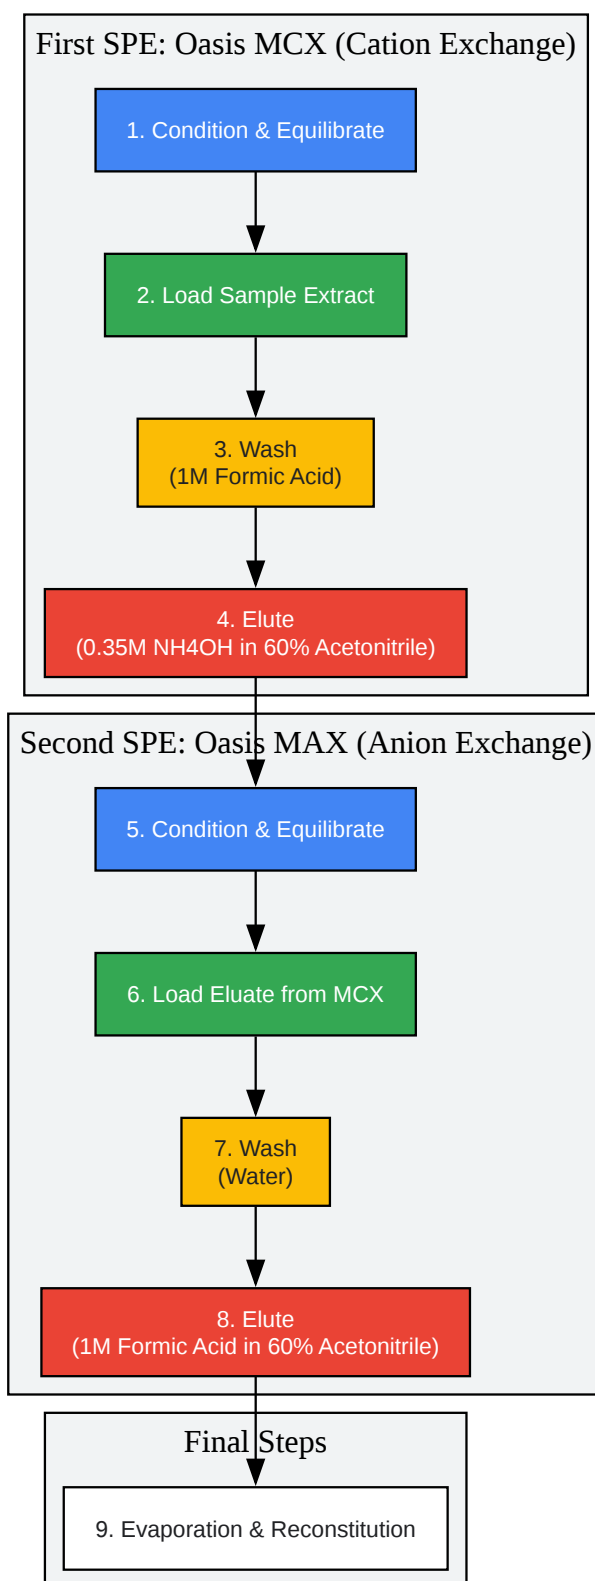 First SPE: Oasis MCX (Cation Exchange)
1. Condition & Equilibrate
2. Load Sample Extract
3. Wash
(1M Formic Acid)
4. Elute
(0.35M NH4OH in 60% Acetonitrile)
Second SPE: Oasis MAX (Anion Exchange)
5. Condition & Equilibrate
6. Load Eluate from MCX
7. Wash
(Water)
8. Elute
(1M Formic Acid in 60% Acetonitrile)
Final Steps
9. Evaporation & Reconstitution